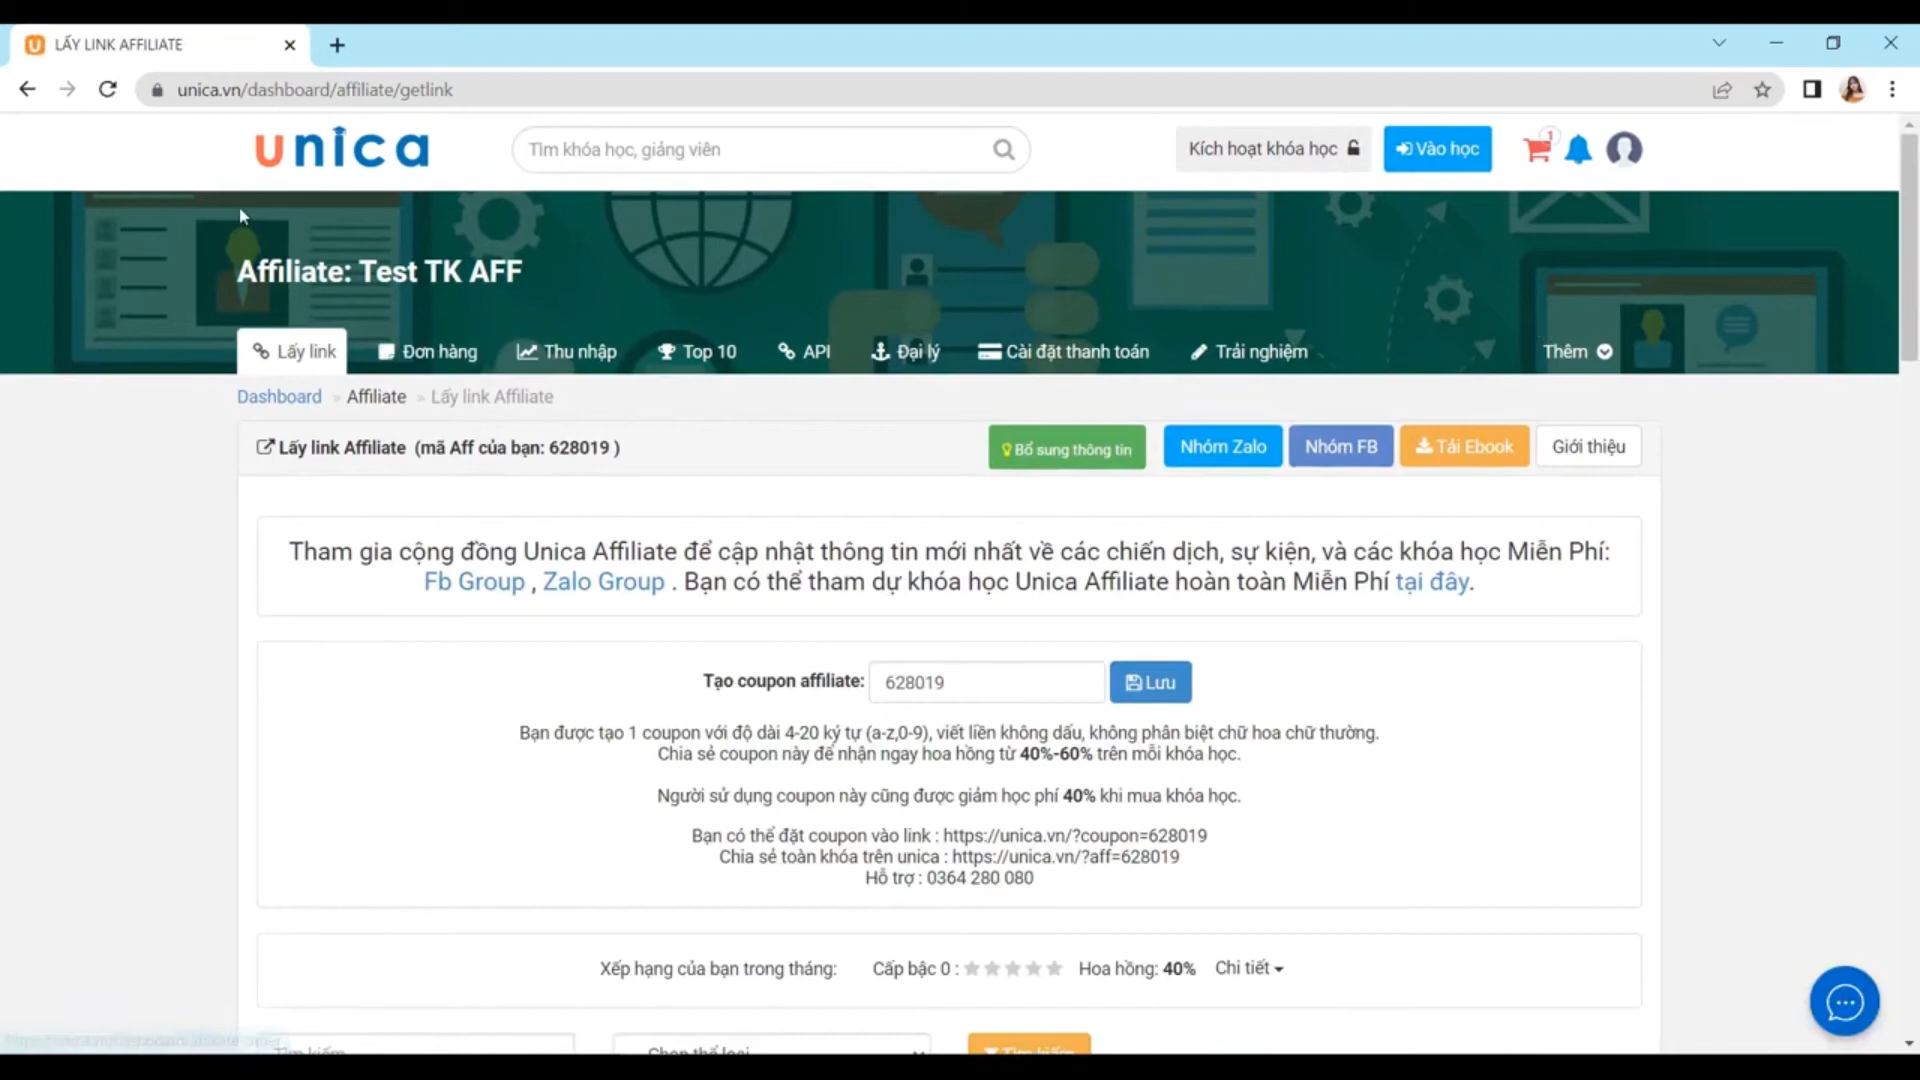 LẤY LINK AFFILIATE
unica.vn/dashboard/affiliate/getlink
unica
Tìm khóa học, giảng viên
Kích hoạt khóa học
Vào học
1
Affiliate: Test TK AFF
Lấy link
Đơn hàng
Thu nhập
Top 10
API
Đại lý
Cài đặt thanh toán
Trải nghiệm
Thêm
Dashboard » Affiliate » Lấy link Affiliate
Lấy link Affiliate (mã Aff của bạn: 628019 )
Bổ sung thông tin
Nhóm Zalo
Nhóm FB
Tải Ebook
Giới thiệu
Tham gia cộng đồng Unica Affiliate để cập nhật thông tin mới nhất về các chiến dịch, sự kiện, và các khóa học Miễn Phí:
Fb Group , Zalo Group . Bạn có thể tham dự khóa học Unica Affiliate hoàn toàn Miễn Phí tại đây.
Tạo coupon affiliate: 628019 Lưu
Bạn được tạo 1 coupon với độ dài 4-20 ký tự (a-z,0-9), viết liền không dấu, không phân biệt chữ hoa chữ thường.
Chia sẻ coupon này để nhận ngay hoa hồng từ 40%-60% trên mỗi khóa học.
Người sử dụng coupon này cũng được giảm học phí 40% khi mua khóa học.
Bạn có thể đặt coupon vào link : https://unica.vn/?coupon=628019
Chia sẻ toàn khóa trên unica : https://unica.vn/?aff=628019
Hỗ trợ : 0364 280 080
Xếp hạng của bạn trong tháng: Cấp bậc 0 : Hoa hồng: 40% Chi tiết
Tìm kiếm
Chọn thể loại
Tìm kiếm